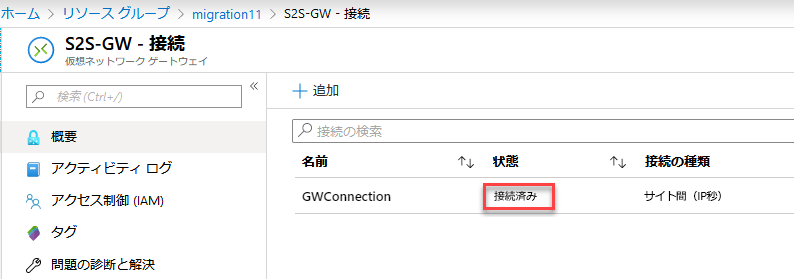 ホーム > リソース グループ > migration11 > S2S-GW - 接続
S2S-GW - 接続
仮想ネットワーク ゲートウェイ
検索 (Ctrl+/)
概要
アクティビティ ログ
アクセス制御 (IAM)
タグ
問題の診断と解決
追加
接続の検索
名前 状態 接続の種類
GWConnection 接続済み サイト間（IP秒）